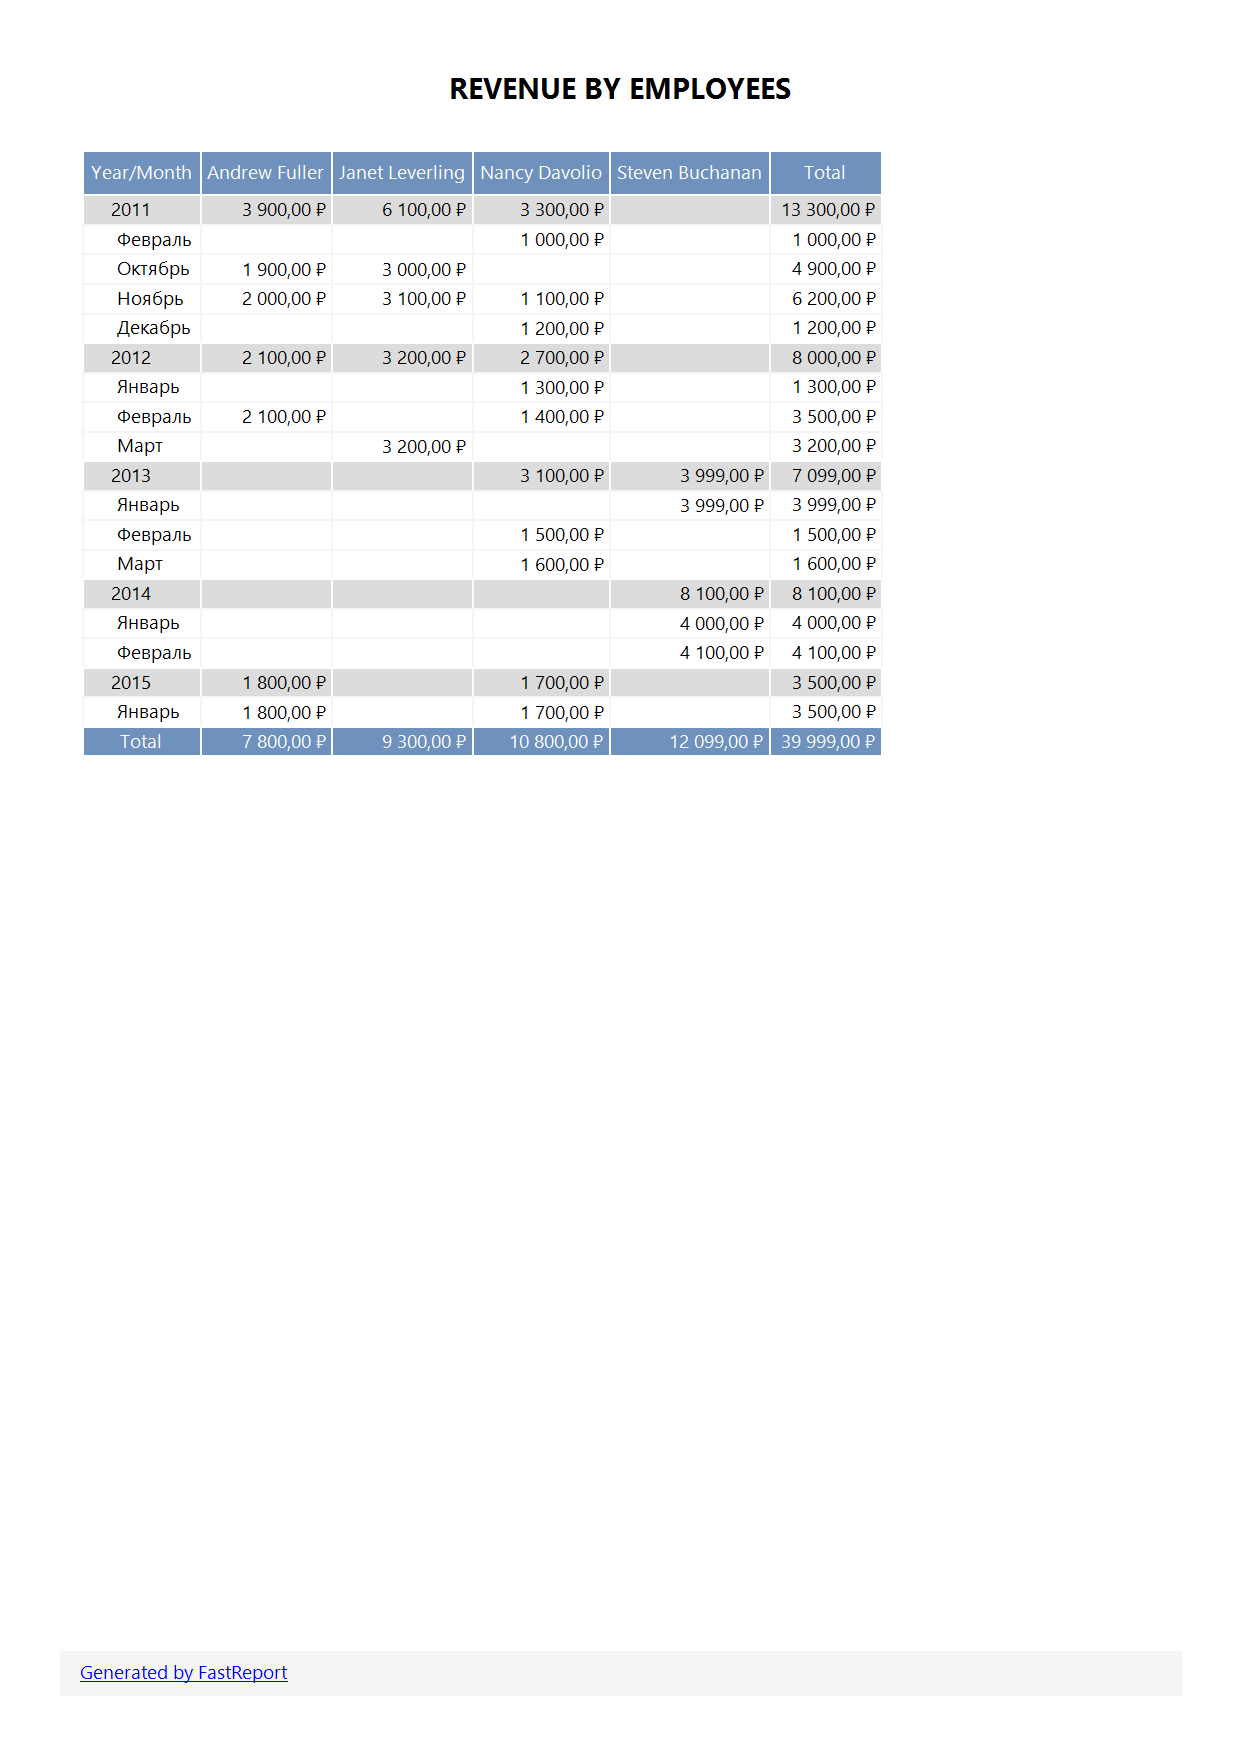 REVENUE BY EMPLOYEES
Year/Month Andrew Fuller Janet Leverling Nancy Davolio Steven Buchanan Total
2011 3 900,00 ₽ 6 100,00 ₽ 3 300,00 ₽ 13 300,00 ₽
Февраль 1 000,00 ₽ 1 000,00 ₽
Октябрь 1 900,00 ₽ 3 000,00 ₽ 4 900,00 ₽
Ноябрь 2 000,00 ₽ 3 100,00 ₽ 1 100,00 ₽ 6 200,00 ₽
Декабрь 1 200,00 ₽ 1 200,00 ₽
2012 2 100,00 ₽ 3 200,00 ₽ 2 700,00 ₽ 8 000,00 ₽
Январь 1 300,00 ₽ 1 300,00 ₽
Февраль 2 100,00 ₽ 1 400,00 ₽ 3 500,00 ₽
Март 3 200,00 ₽ 3 200,00 ₽
2013 3 100,00 ₽ 3 999,00 ₽ 7 099,00 ₽
Январь 3 999,00 ₽ 3 999,00 ₽
Февраль 1 500,00 ₽ 1 500,00 ₽
Март 1 600,00 ₽ 1 600,00 ₽
2014 8 100,00 ₽ 8 100,00 ₽
Январь 4 000,00 ₽ 4 000,00 ₽
Февраль 4 100,00 ₽ 4 100,00 ₽
2015 1 800,00 ₽ 1 700,00 ₽ 3 500,00 ₽
Январь 1 800,00 ₽ 1 700,00 ₽ 3 500,00 ₽
Total 7 800,00 ₽ 9 300,00 ₽ 10 800,00 ₽ 12 099,00 ₽ 39 999,00 ₽
Generated by FastReport